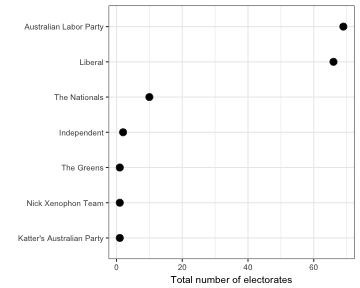 Australian Labor Party
Liberal
The Nationals
Independent
The Greens
Nick Xenophon Team
Katter's Australian Party
0 20 40 60
Total number of electorates